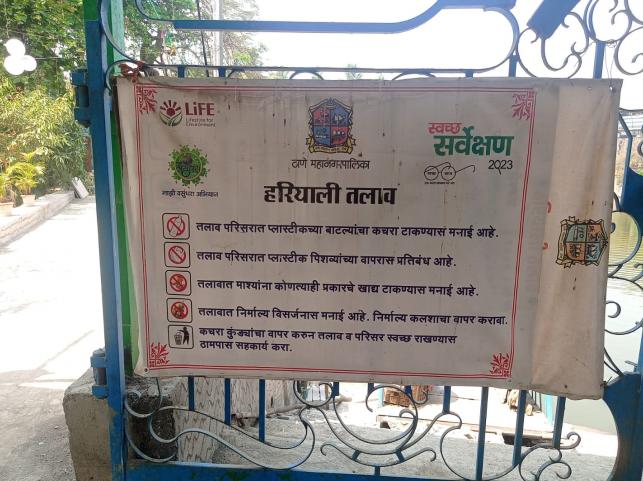 LiFE
Lifestyle for Environment
ठाणे महानगरपालिका
स्वच्छ
सर्वेक्षण
2023
माझी वसुंधरा अभियान
हरियाली तलाव
तलाव परिसरात प्लास्टीकच्या बाटल्यांचा कचरा टाकण्यास मनाई आहे.
तलाव परिसरात प्लास्टीक पिशव्यांच्या वापरास प्रतिबंध आहे.
तलावात माश्यांना कोणत्याही प्रकारचे खाद्य टाकण्यास मनाई आहे.
तलावात निर्माल्य विसर्जनास मनाई आहे. निर्माल्य कलशाचा वापर करावा.
कचरा कुंड्यांचा वापर करुन तलाव व परिसर स्वच्छ राखण्यास
ठामपास सहकार्य करा.